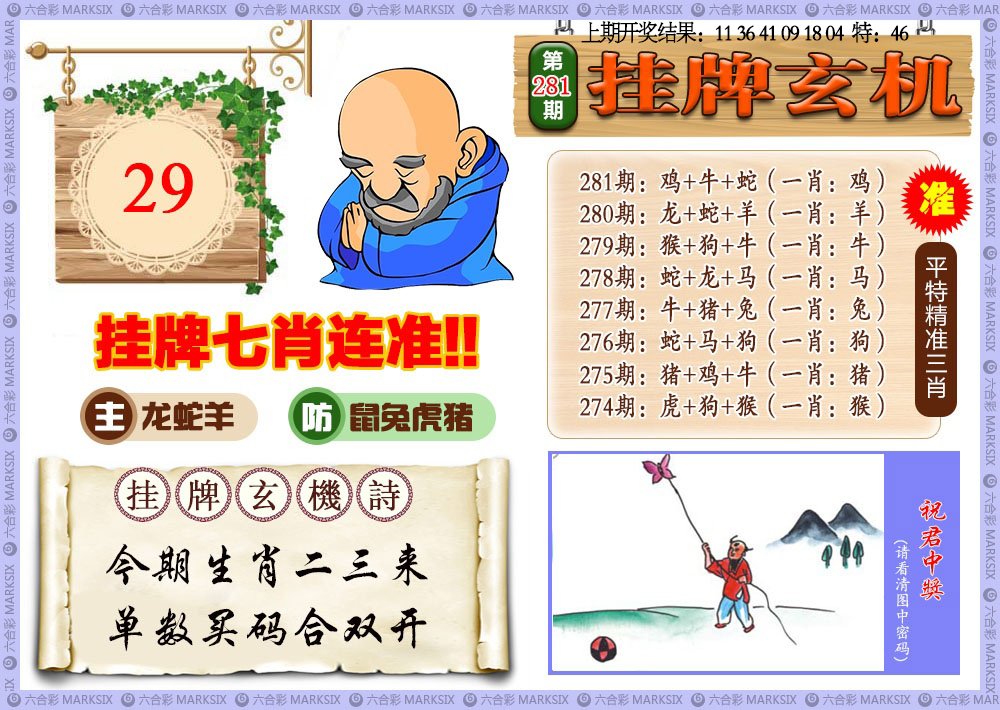 六合彩 MARKSIX
上期开奖结果：11 36 41 09 18 04 特：46
第281期
挂牌玄机
29
281期：鸡+牛+蛇（一肖：鸡）
280期：龙+蛇+羊（一肖：羊）
279期：猴+狗+牛（一肖：牛）
278期：蛇+龙+马（一肖：马）
277期：牛+猪+兔（一肖：兔）
276期：蛇+马+狗（一肖：狗）
275期：猪+鸡+牛（一肖：猪）
274期：虎+狗+猴（一肖：猴）
准
平特精准三肖
挂牌七肖连准!!
主 龙蛇羊
防 鼠兔虎猪
挂牌玄機詩
今期生肖二三来
单数买码合双开
祝君中獎
（请看清图中密码）